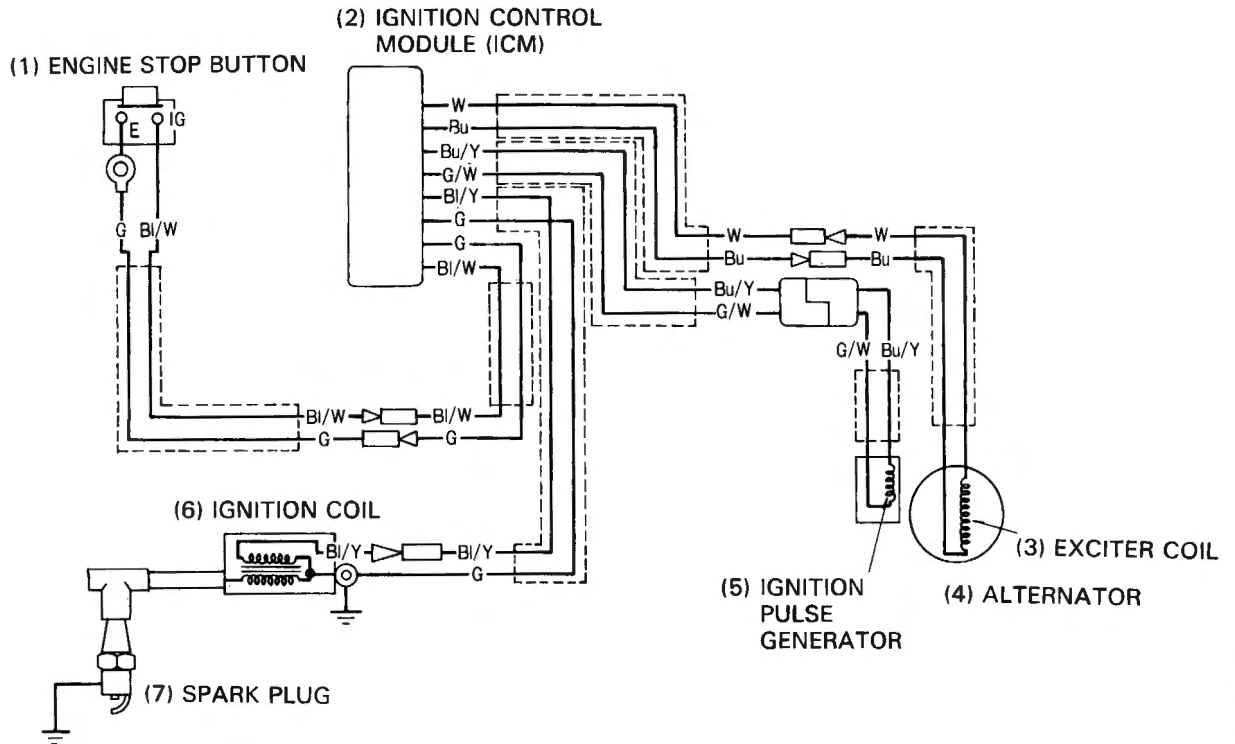 (2) IGNITION CONTROL
MODULE (ICM)
(1) ENGINE STOP BUTTON
E
IG
W
Bu
Bu/Y
G/W
Bl/Y
G
G
Bl/W
G
Bl/W
W
W
Bu
Bu
Bu/Y
G/W
G/W
Bu/Y
Bl/W
Bl/W
G
G
(6) IGNITION COIL
Bl/Y
Bl/Y
G
(3) EXCITER COIL
(4) ALTERNATOR
(5) IGNITION
PULSE
GENERATOR
(7) SPARK PLUG